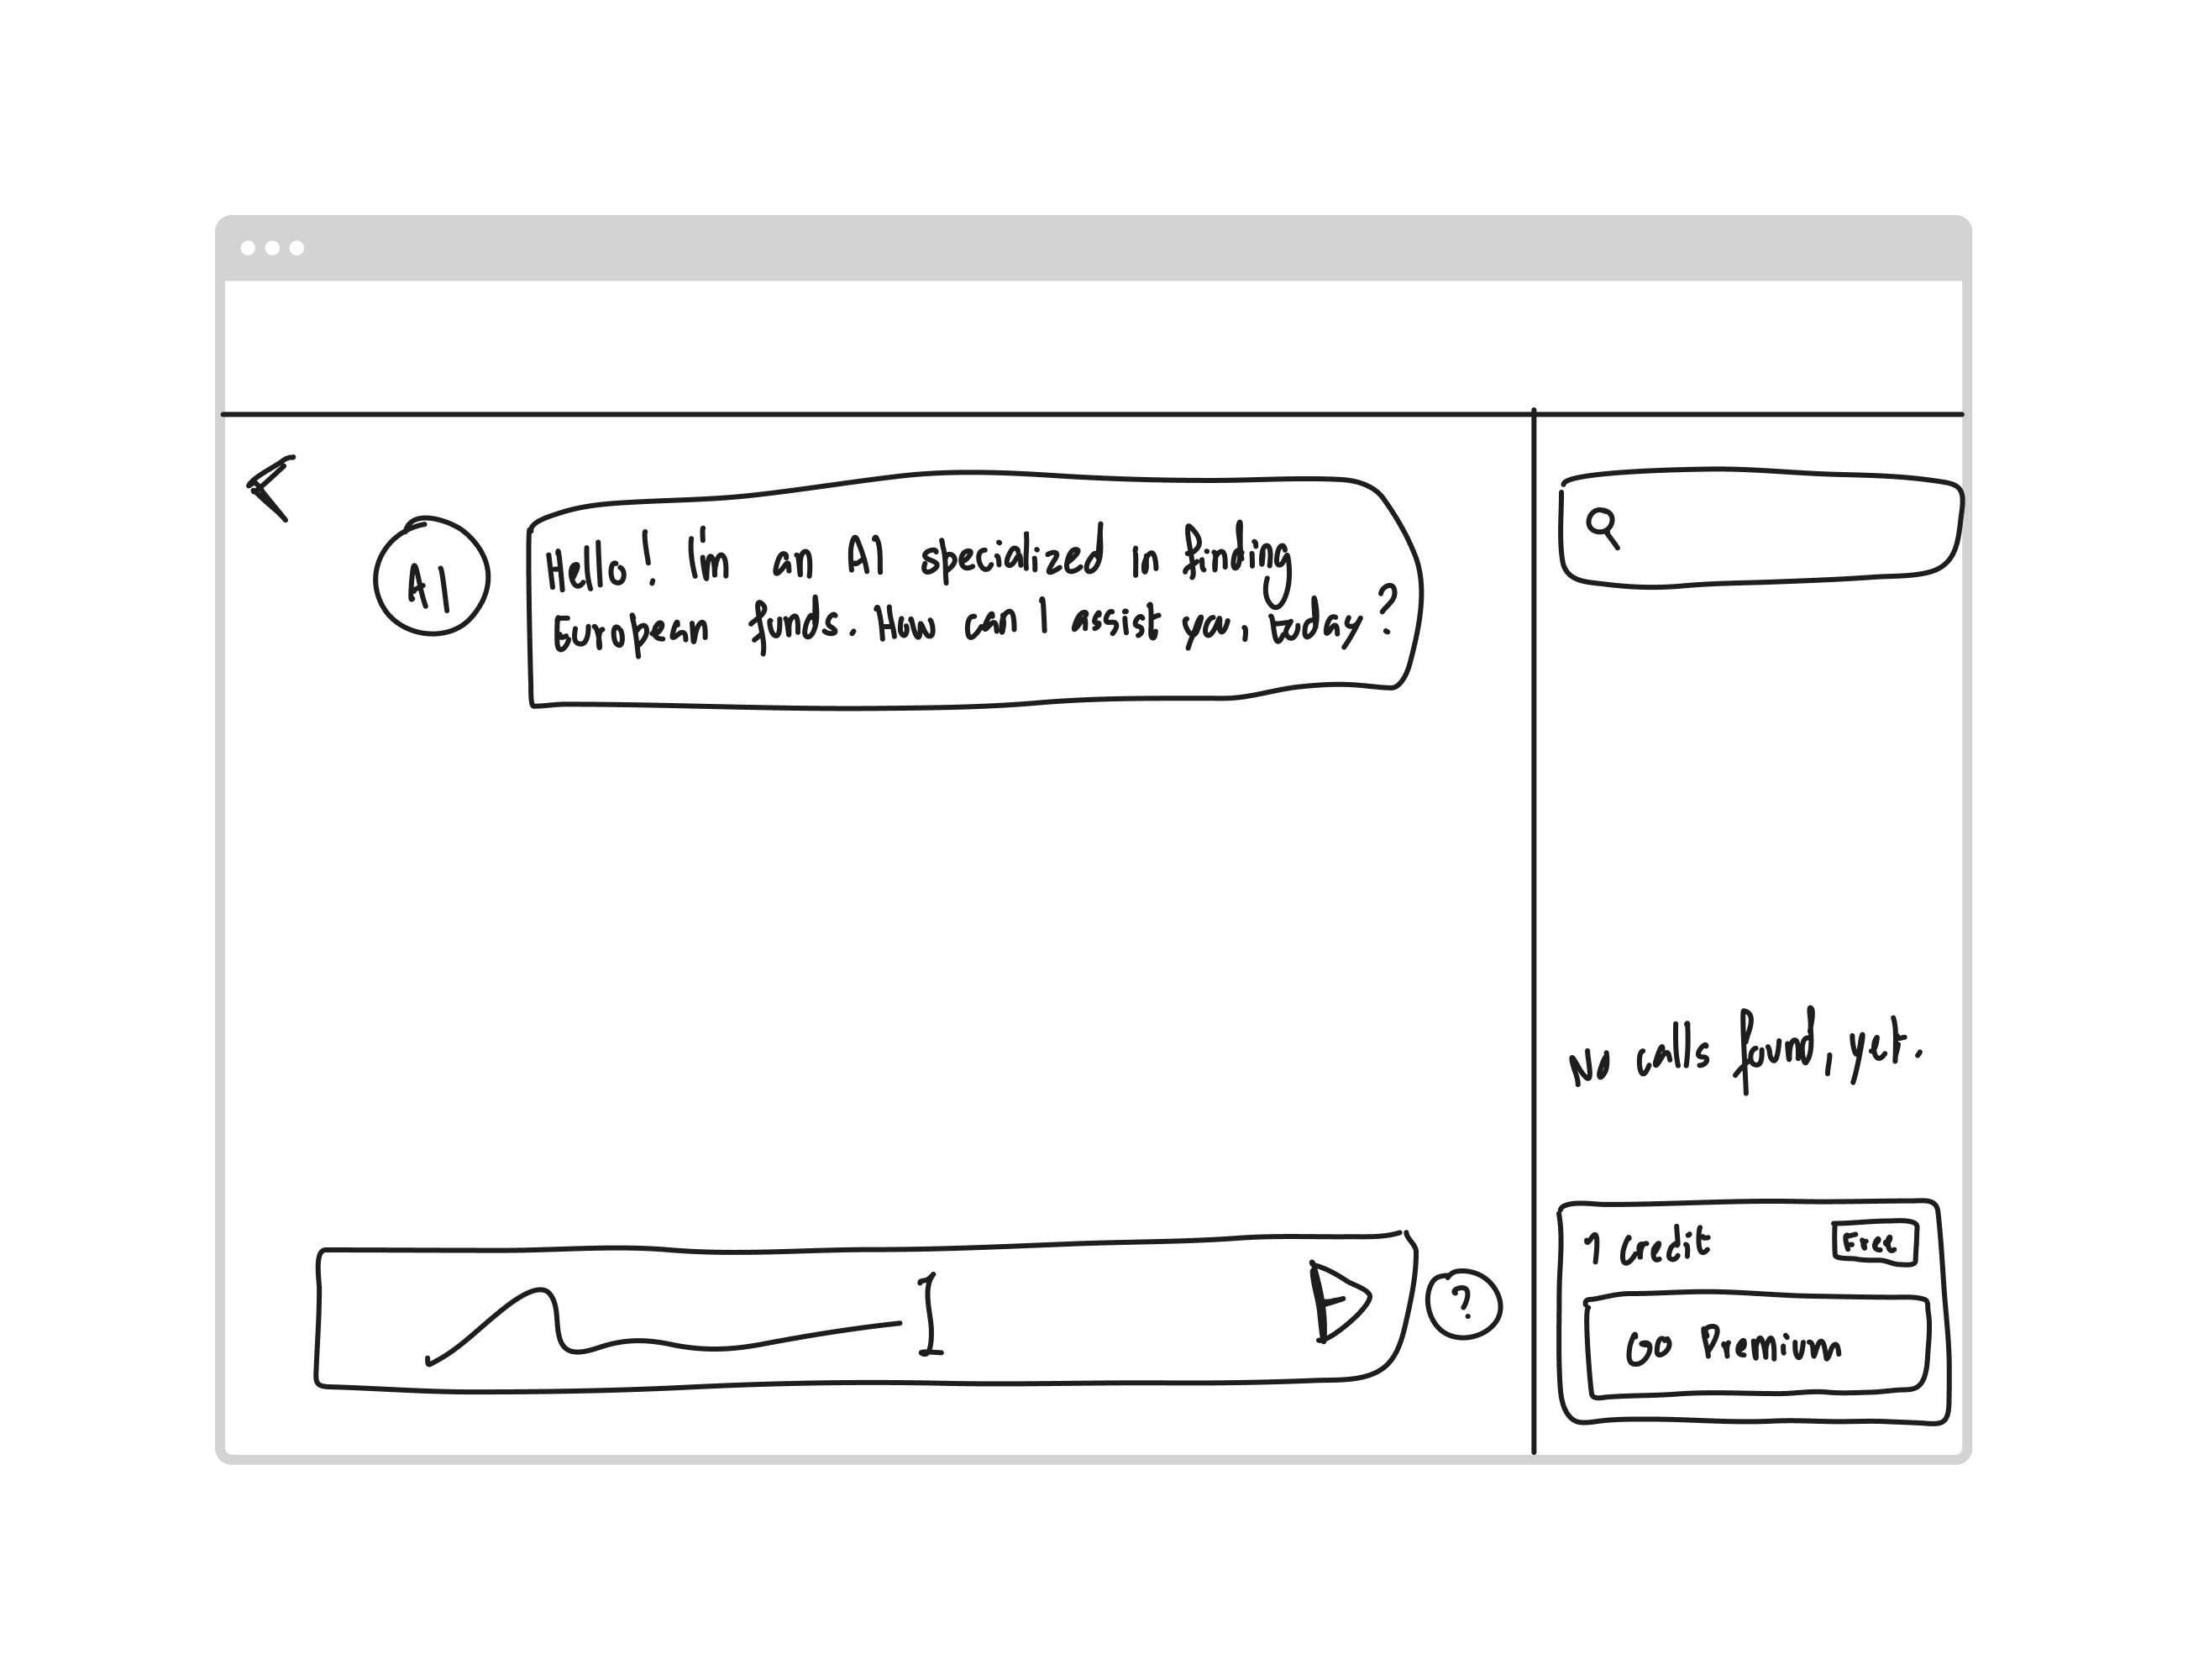 AI
Hello! I'm an AI specialized in finding
European funds. How can I assist you, today?
No calls found, yet.
1 credit
Free
Go Premium
?